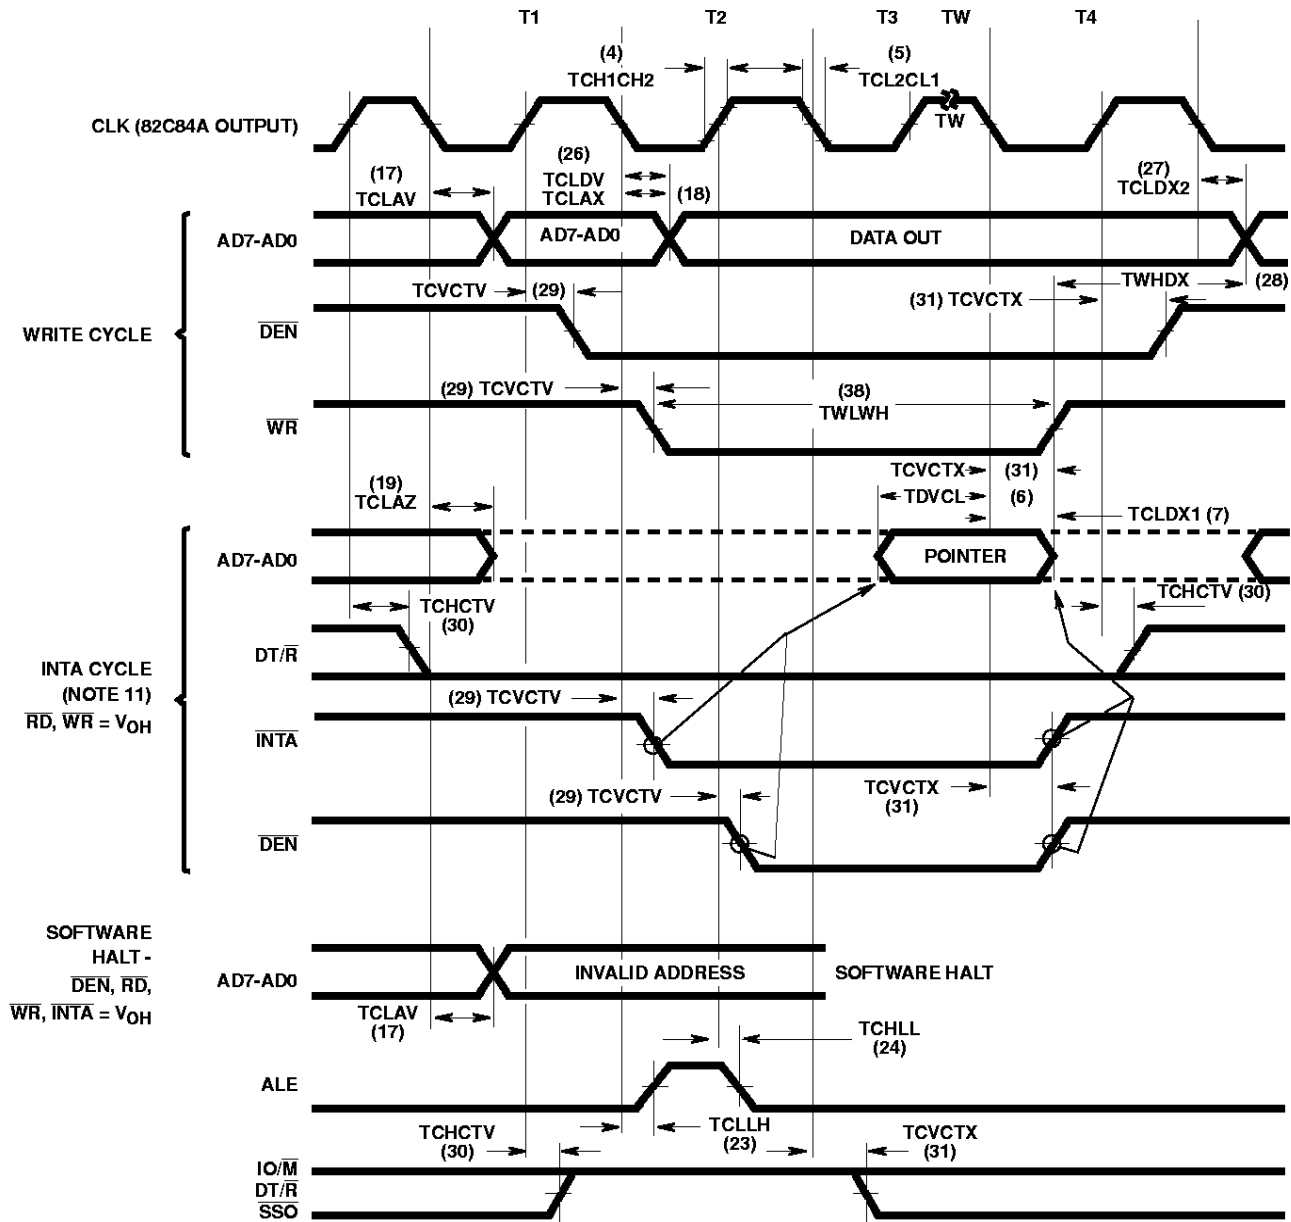 T1 T2 T3 TW T4
(4) (5)
TCH1CH2 TCL2CL1
CLK (82C84A OUTPUT) TW
(26)
(17) (27)
TCLDV
TCLAV TCLAX (18) TCLDX2
AD7-AD0 AD7-AD0 DATA OUT
TCVCTV (29) TWHDX (28)
(31) TCVCTX
WRITE CYCLE DEN
(29) TCVCTV (38)
TWLWH
WR
TCVCTX (31)
(19) TDVCL (6)
TCLAZ
TCLDX1 (7)
AD7-AD0 POINTER
TCHCTV TCHCTV (30)
(30)
DT/R
INTA CYCLE
(NOTE 11) (29) TCVCTV
RD, WR = VOH
INTA
TCVCTX
(29) TCVCTV (31)
DEN
SOFTWARE
HALT -
DEN, RD,
WR, INTA = VOH
AD7-AD0 INVALID ADDRESS SOFTWARE HALT
TCLAV
(17)
TCHLL
(24)
ALE
TCLLH
(23)
TCHCTV TCVCTX
(30) (31)
IO/M
DT/R
SSO